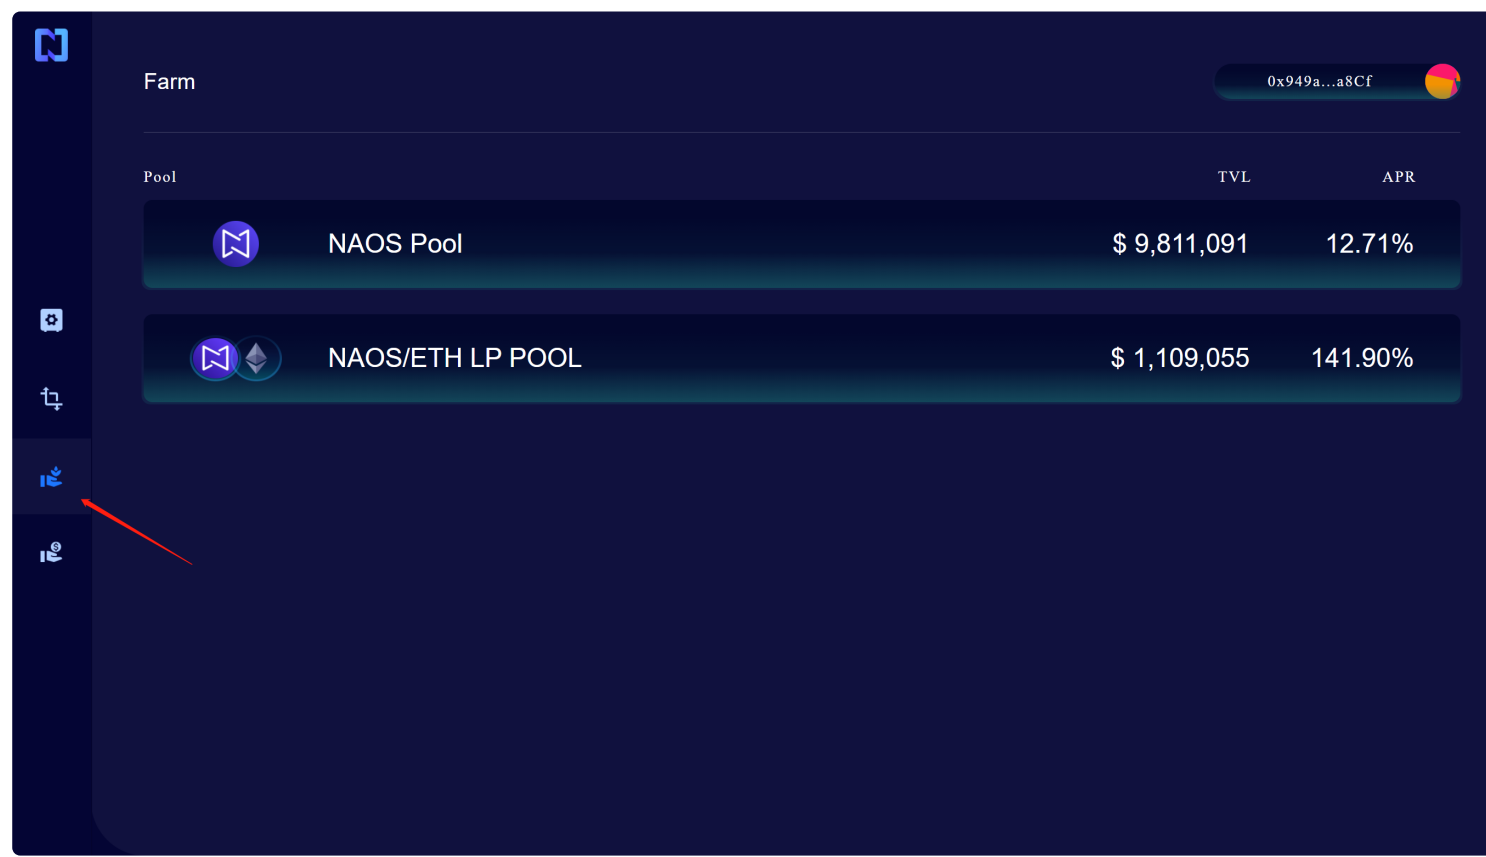 Farm
0x949a...a8Cf
Pool TVL APR
NAOS Pool $ 9,811,091 12.71%
NAOS/ETH LP POOL $ 1,109,055 141.90%